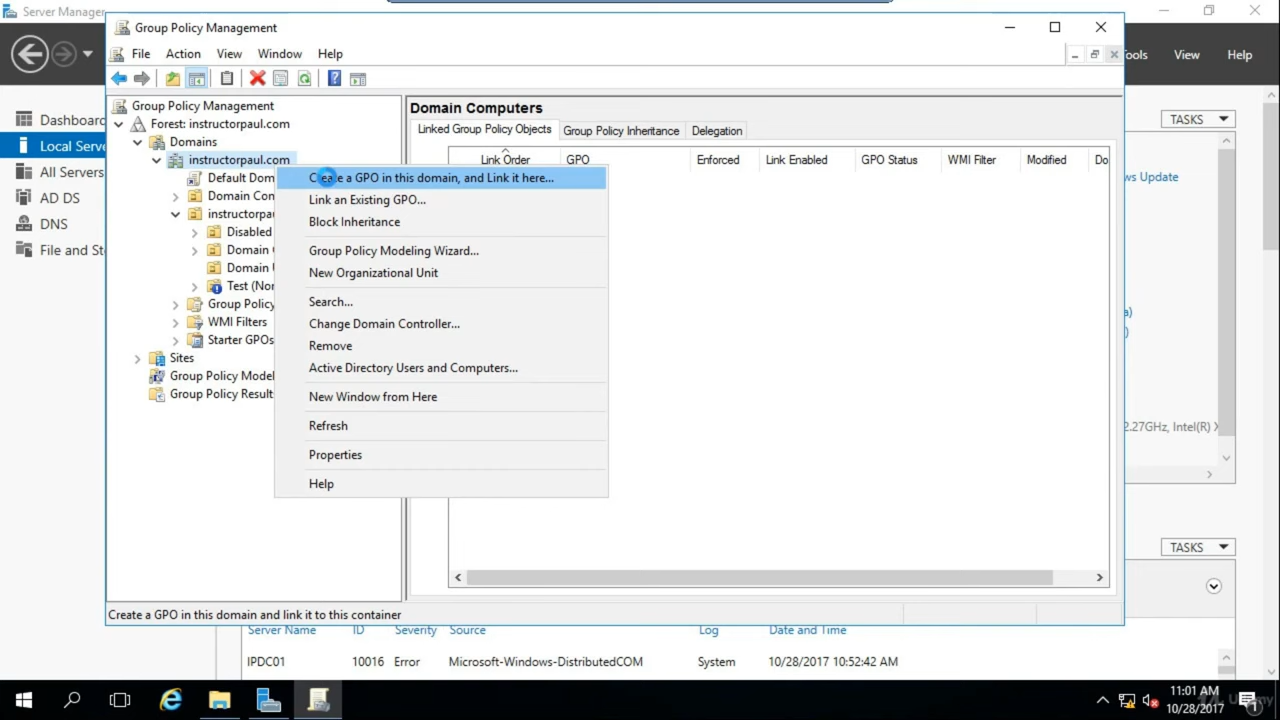 Server Manager
Group Policy Management
File Action View Window Help
Tools View Help
Group Policy Management
Forest: instructorpaul.com
Domains
instructorpaul.com
Default Dom
Domain Con
instructorpau
Disabled
Domain
Domain
Test (Nor
Group Policy
WMI Filters
Starter GPOs
Sites
Group Policy Model
Group Policy Result
Dashboard
Local Serve
All Servers
AD DS
DNS
File and Sto
Create a GPO in this domain, and Link it here...
Link an Existing GPO...
Block Inheritance
Group Policy Modeling Wizard...
New Organizational Unit
Search...
Change Domain Controller...
Remove
Active Directory Users and Computers...
New Window from Here
Refresh
Properties
Help
Domain Computers
Linked Group Policy Objects Group Policy Inheritance Delegation
Link Order GPO Enforced Link Enabled GPO Status WMI Filter Modified Do
TASKS
ws Update
2.27GHz, Intel(R) X
TASKS
Create a GPO in this domain and link it to this container
Server Name ID Severity Source Log Date and Time
IPDC01 10016 Error Microsoft-Windows-DistributedCOM System 10/28/2017 10:52:42 AM
11:01 AM
10/28/2017
Udemy
1